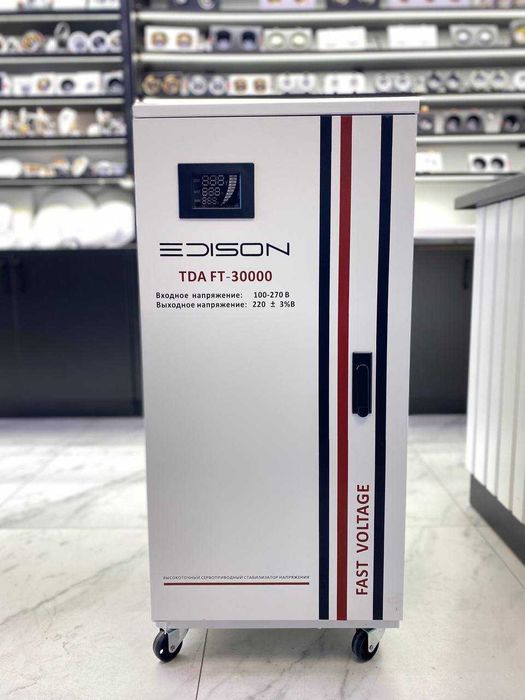 EDISON
TDA FT-30000
Входное напряжение: 100-270 В
Выходное напряжение: 220 ± 3%В
FAST VOLTAGE
ВЫСОКОТОЧНЫЙ СЕРВОПРИВОДНЫЙ СТАБИЛИЗАТОР НАПРЯЖЕНИЯ